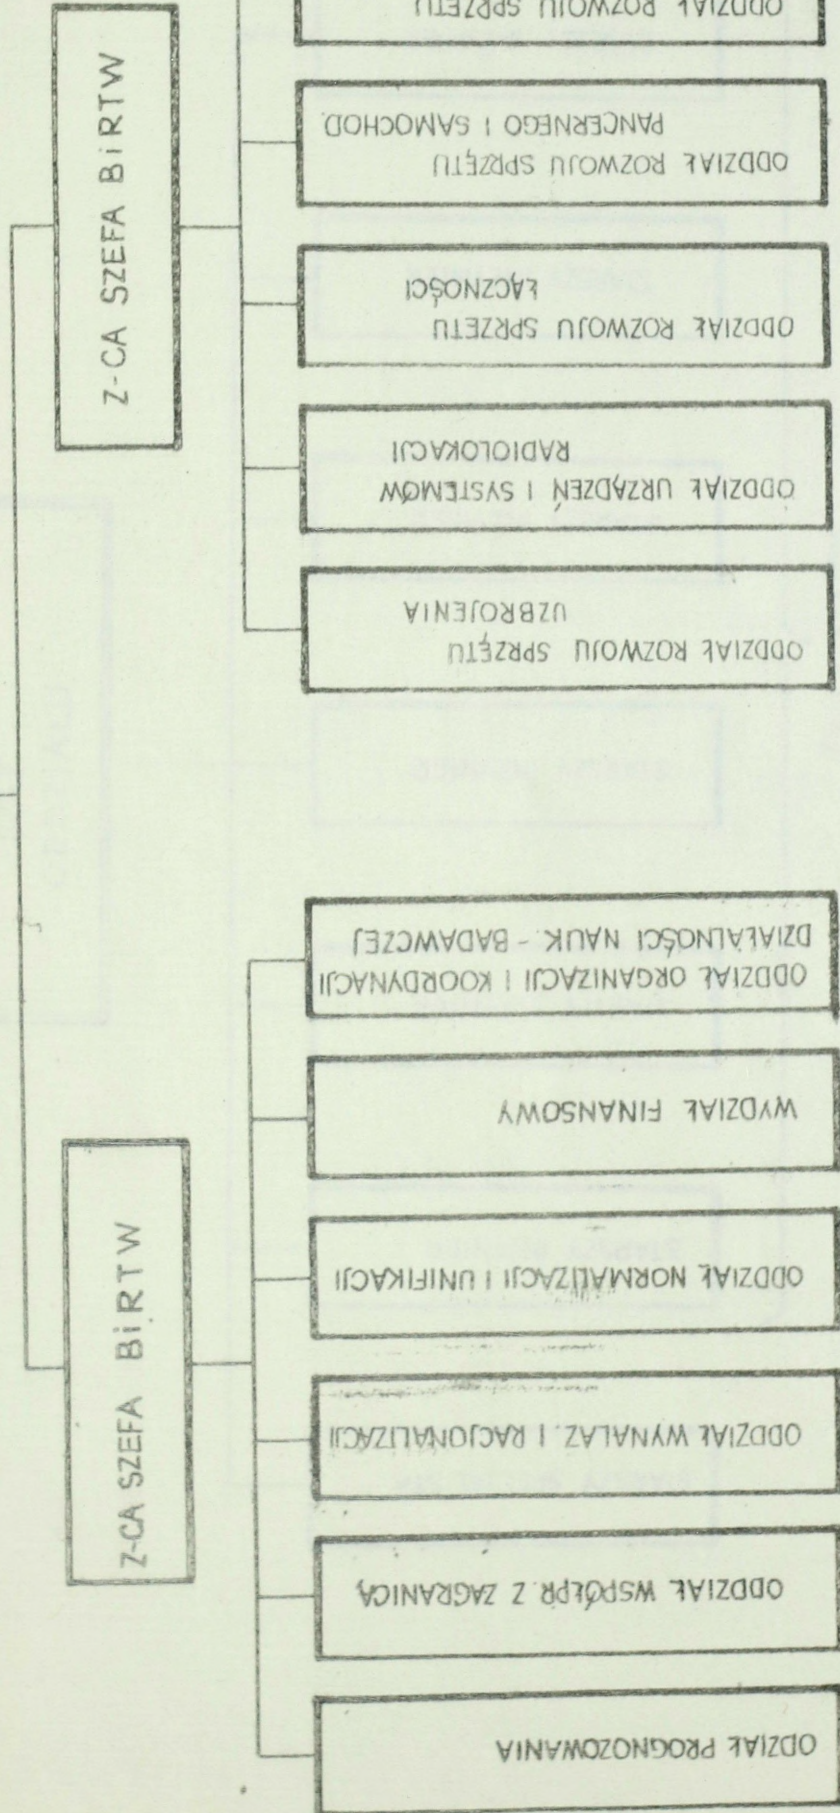 Z-CA SZEFA BiRTW
ODZIAŁ PROGNOZOWANIA
ODDZIAŁ WSPÓŁPR. Z ZAGRANICĄ
ODDZIAŁ WYNALAZ. I RACJONALIZACJI
ODDZIAŁ NORMALIZACJI I UNIFIKACJI
WYDZIAŁ FINANSOWY
ODDZIAŁ ORGANIZACJI I KOORDYNACJI
DZIAŁALNOŚCI NAUK.-BADAWCZEJ
Z-CA SZEFA BiRTW
ODDZIAŁ ROZWOJU SPRZĘTU
UZBROJENIA
ODDZIAŁ URZĄDZEŃ I SYSTEMÓW
RADIOLOKACJI
ODDZIAŁ ROZWOJU SPRZETU
ŁĄCZNOŚCI
ODDZIAŁ ROZWOJU SPRZĘTU
PANCERNEGO I SAMOCHOD.
ODDZIAŁ ROZWOJU SPRZĘTU